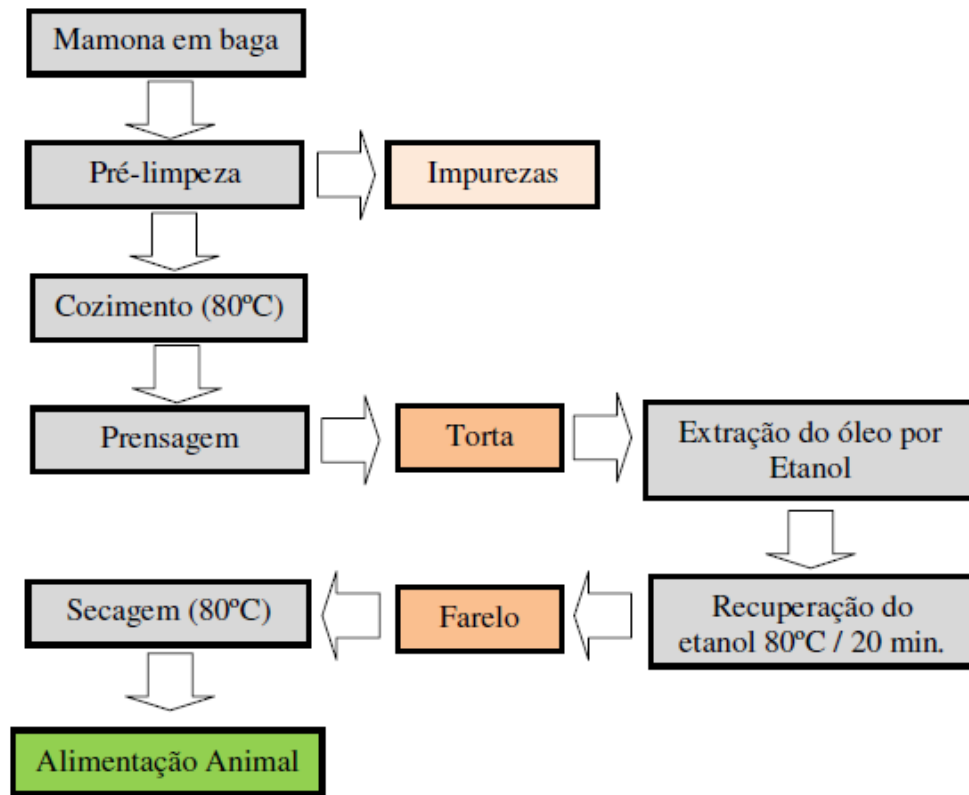 Mamona em baga
Pré-limpeza
Impurezas
Cozimento (80ºC)
Prensagem
Torta
Extração do óleo por
Etanol
Recuperação do
etanol 80ºC / 20 min.
Farelo
Secagem (80ºC)
Alimentação Animal